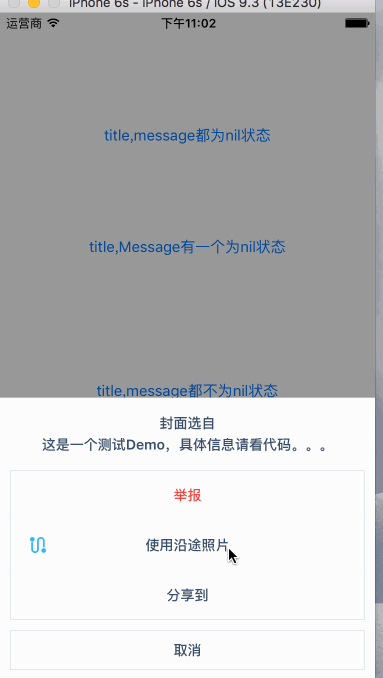 iPhone 6s - iPhone 6s / iOS 9.3 (13E230)
运营商 下午11:02
title,message都为nil状态
title,Message有一个为nil状态
title,message都不为nil状态
封面选自
这是一个测试Demo，具体信息请看代码。。。
举报
使用沿途照片
分享到
取消